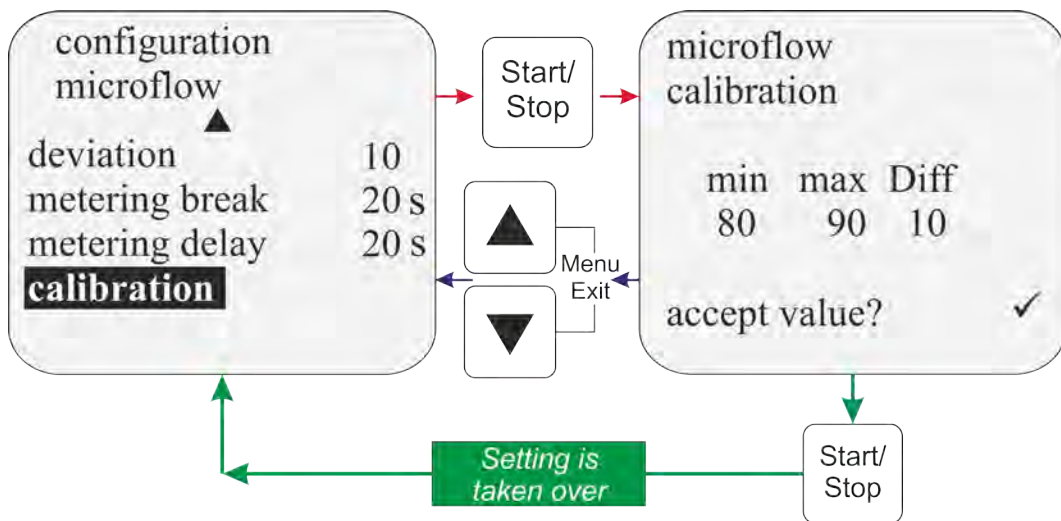 configuration
microflow
deviation 10
metering break 20 s
metering delay 20 s
calibration
Start/
Stop
Menu
Exit
microflow
calibration
min max Diff
80 90 10
accept value? ✓
Setting is
taken over
Start/
Stop